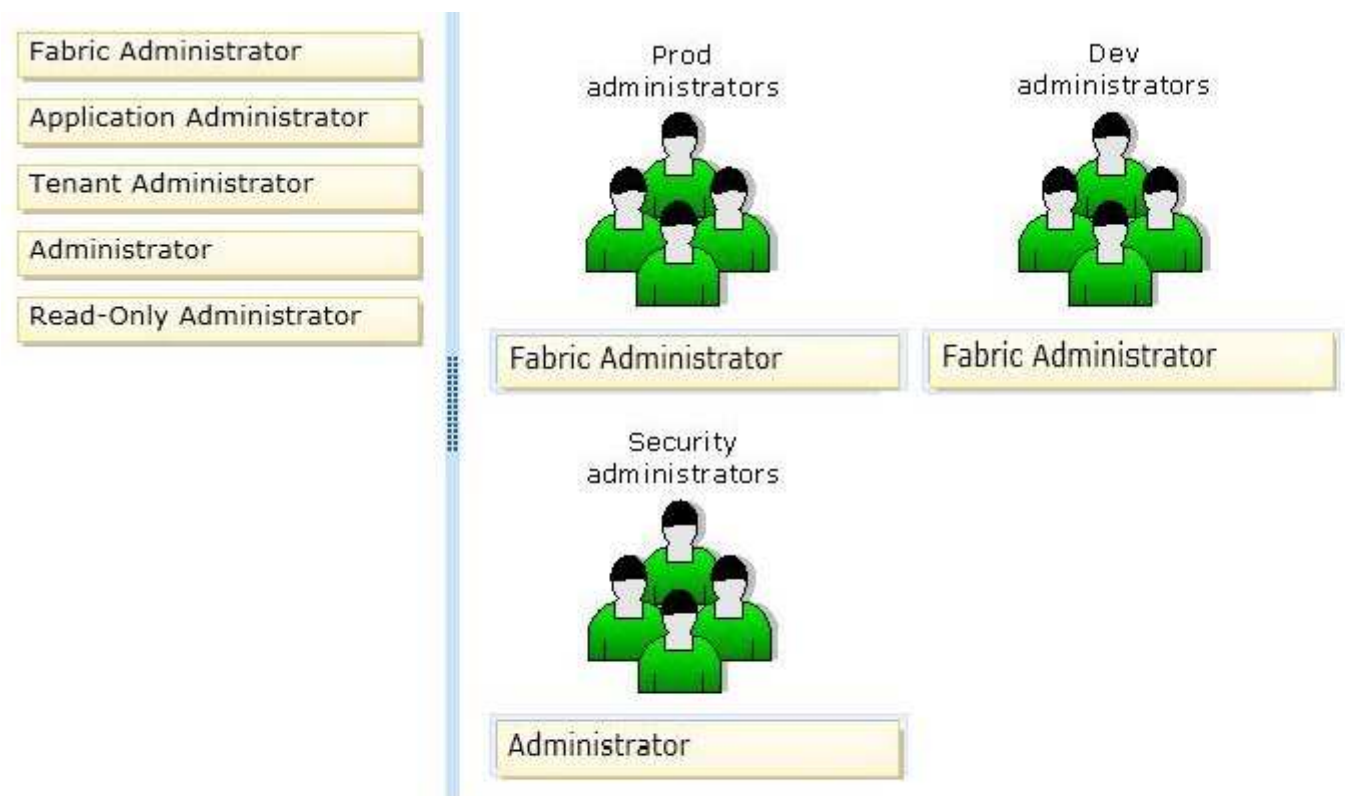 Fabric Administrator
Application Administrator
Tenant Administrator
Administrator
Read-Only Administrator
Prod
administrators
Dev
administrators
Fabric Administrator
Fabric Administrator
Security
administrators
Administrator